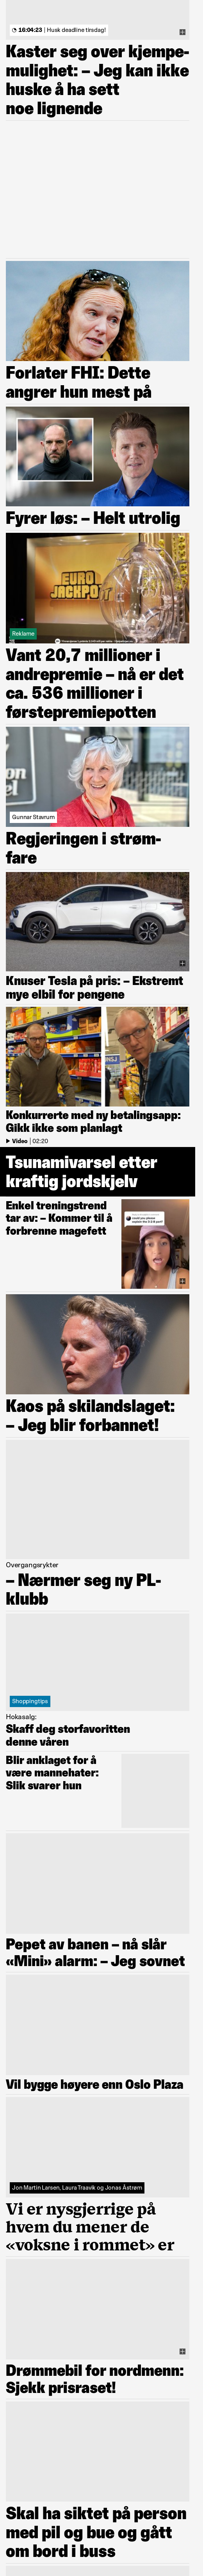 16:04:23 | Husk deadline tirsdag!
Kaster seg over kjempe-
mulighet: – Jeg kan ikke
huske å ha sett
noe lignende
Forlater FHI: Dette
angrer hun mest på
Fyrer løs: – Helt utrolig
EURO
JACKPOT
Reklame
Vant 20,7 millioner i
andrepremie – nå er det
ca. 536 millioner i
førstepremiepotten
Gunnar Stavrum
Regjeringen i strøm-
fare
Knuser Tesla på pris: – Ekstremt
mye elbil for pengene
Konkurrerte med ny betalingsapp:
Gikk ikke som planlagt
Video | 02:20
Tsunamivarsel etter
kraftig jordskjelv
Enkel treningstrend
tar av: – Kommer til å
forbrenne magefett
Kaos på skilandslaget:
– Jeg blir forbannet!
Overgangsrykter
– Nærmer seg ny PL-
klubb
Shoppingtips
Hokasalg:
Skaff deg storfavoritten
denne våren
Blir anklaget for å
være mannehater:
Slik svarer hun
Pepet av banen – nå slår
«Mini» alarm: – Jeg sovnet
Vil bygge høyere enn Oslo Plaza
Jon Martin Larsen, Laura Traavik og Jonas Åstrøm
Vi er nysgjerrige på
hvem du mener de
«voksne i rommet» er
Drømmebil for nordmenn:
Sjekk prisraset!
Skal ha siktet på person
med pil og bue og gått
om bord i buss